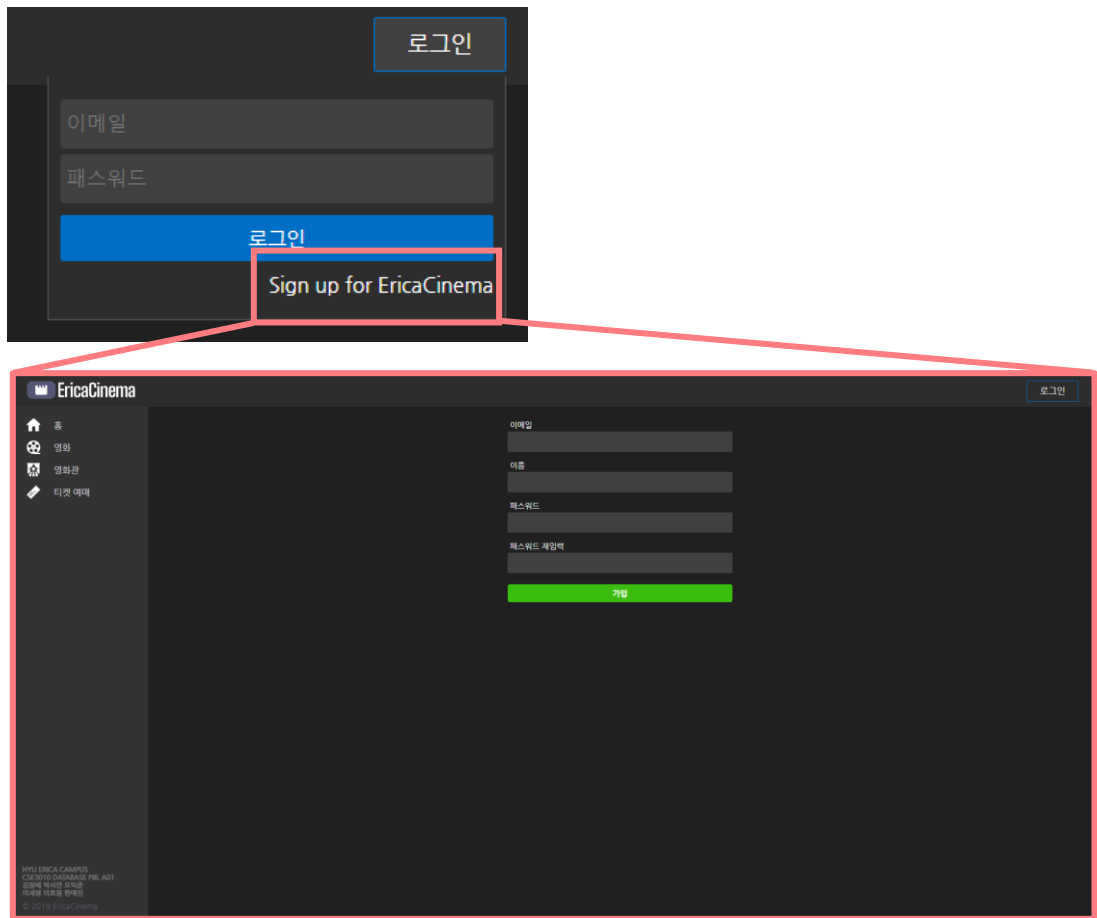 로그인
이메일
패스워드
로그인
Sign up for EricaCinema
EricaCinema
로그인
홈
영화
영화관
티켓 예매
이메일
이름
패스워드
패스워드 재입력
가입
HYU ERICA CAMPUS
CSE3010 DATABASE PBL A01
© 2019 EricaCinema